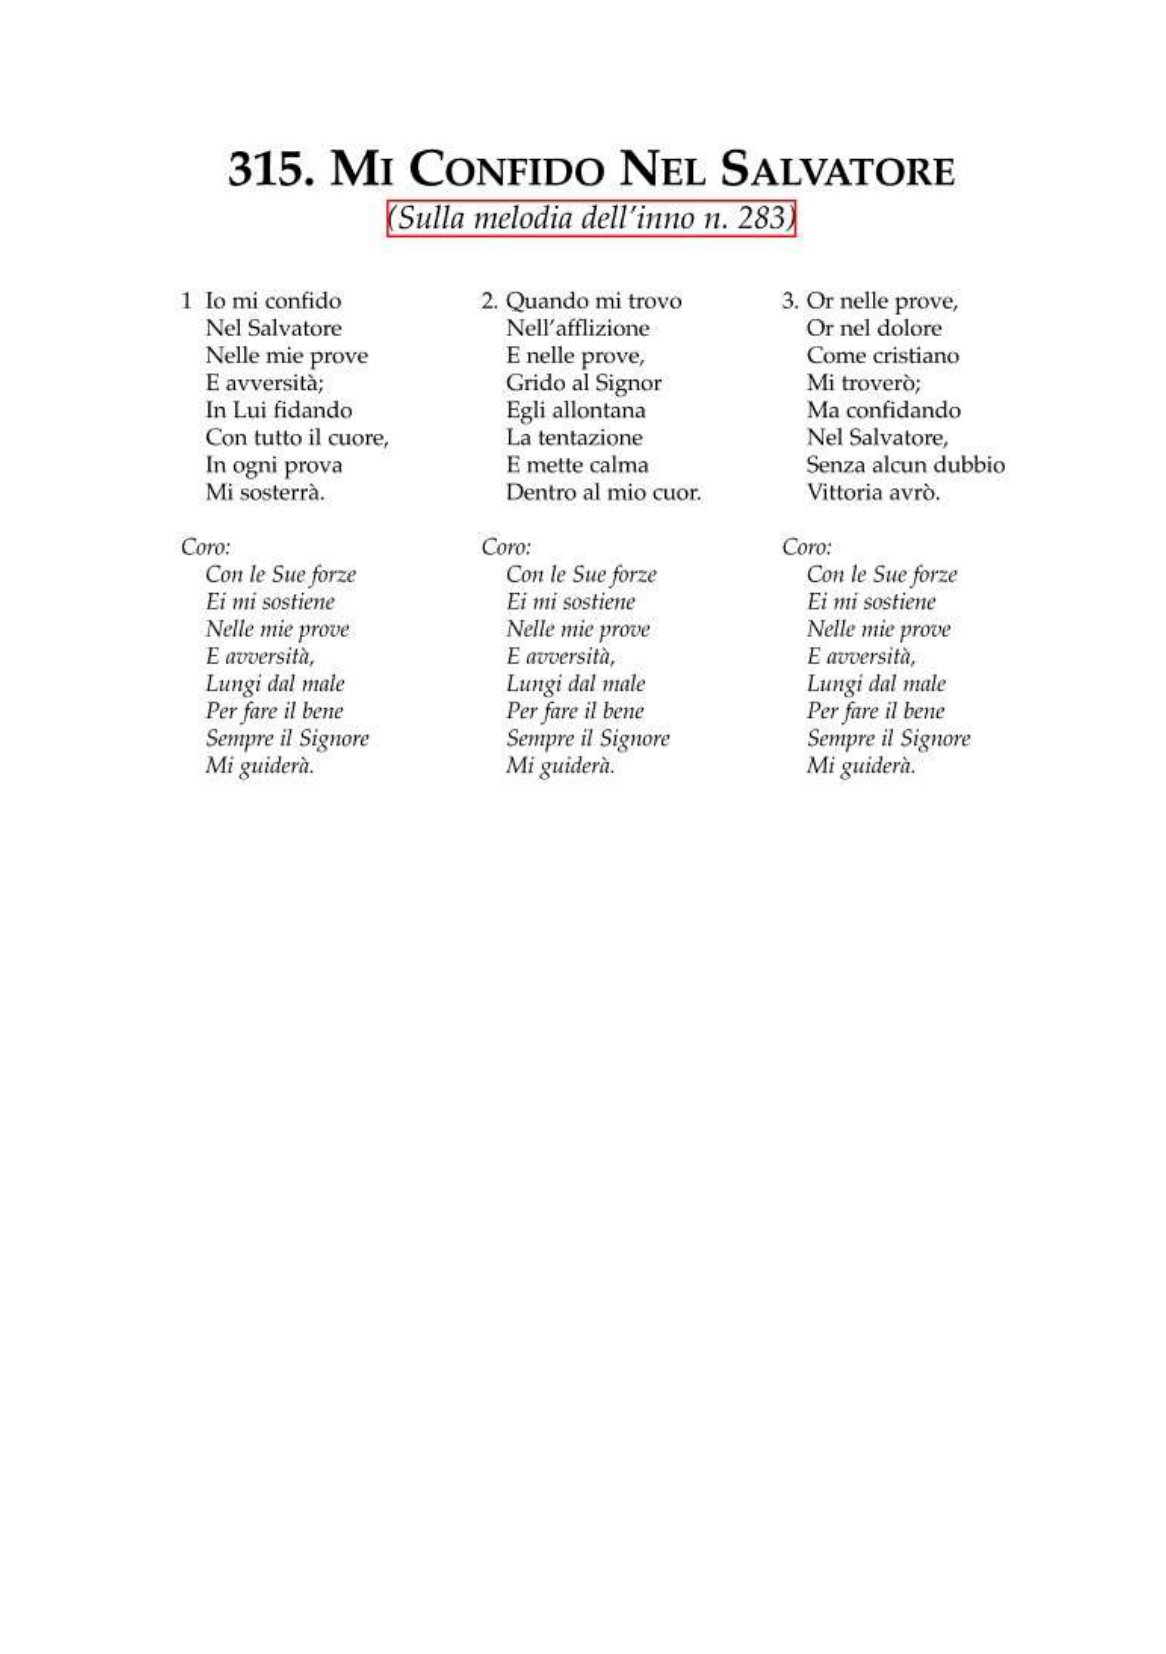 315. MI CONFIDO NEL SALVATORE
(Sulla melodia dell'inno n. 283)
1 Io mi confido
Nel Salvatore
Nelle mie prove
E avversità;
In Lui fidando
Con tutto il cuore,
In ogni prova
Mi sosterrà.
Coro:
Con le Sue forze
Ei mi sostiene
Nelle mie prove
E avversità,
Lungi dal male
Per fare il bene
Sempre il Signore
Mi guiderà.
2. Quando mi trovo
Nell'afflizione
E nelle prove,
Grido al Signor
Egli allontana
La tentazione
E mette calma
Dentro al mio cuor.
Coro:
Con le Sue forze
Ei mi sostiene
Nelle mie prove
E avversità,
Lungi dal male
Per fare il bene
Sempre il Signore
Mi guiderà.
3. Or nelle prove,
Or nel dolore
Come cristiano
Mi troverò;
Ma confidando
Nel Salvatore,
Senza alcun dubbio
Vittoria avrò.
Coro:
Con le Sue forze
Ei mi sostiene
Nelle mie prove
E avversità,
Lungi dal male
Per fare il bene
Sempre il Signore
Mi guiderà.